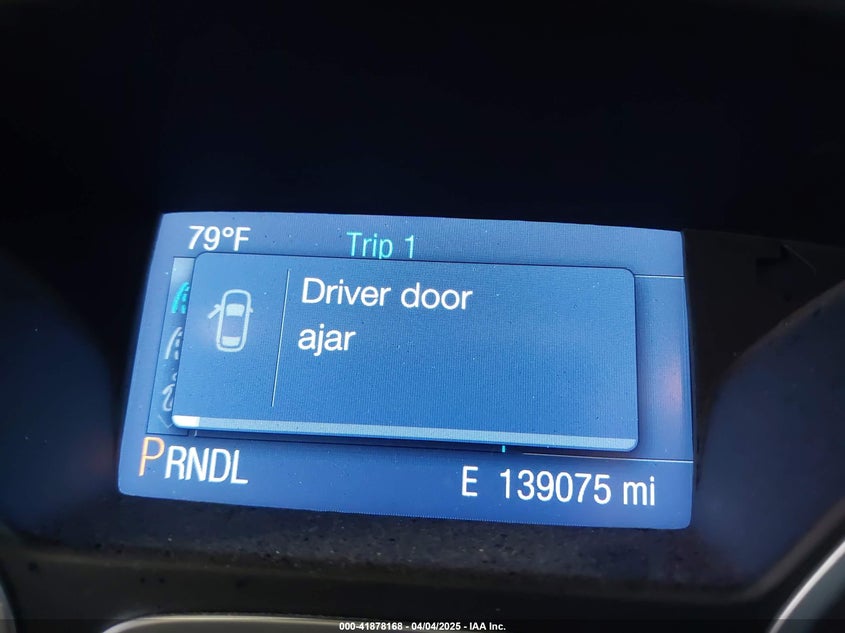 79°F
Trip 1
Driver door
ajar
PRNDL
E 139075 mi
000-41878168 - 04/04/2025 - IAA Inc.